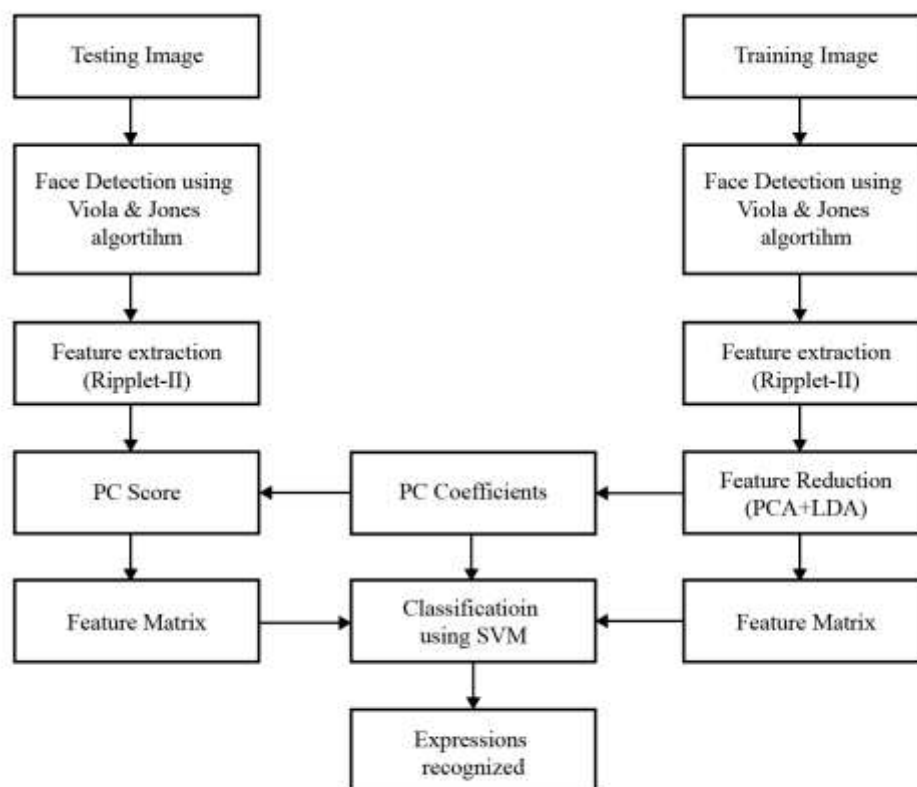 Testing Image
Training Image
Face Detection using
Viola & Jones
algortihm
Face Detection using
Viola & Jones
algortihm
Feature extraction
(Ripplet-II)
Feature extraction
(Ripplet-II)
PC Score
PC Coefficients
Feature Reduction
(PCA+LDA)
Feature Matrix
Classificatioin
using SVM
Feature Matrix
Expressions
recognized